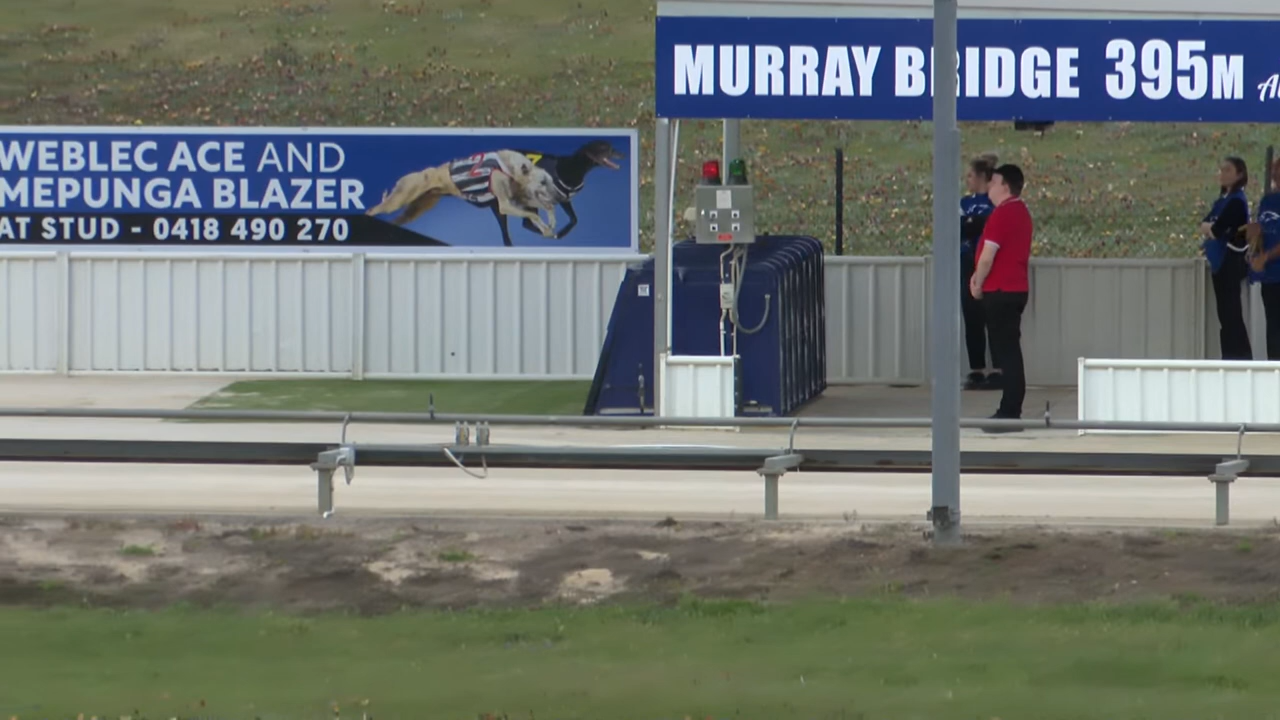 MURRAY BRIDGE 395M
WEBLEC ACE AND
MEPUNGA BLAZER
AT STUD - 0418 490 270